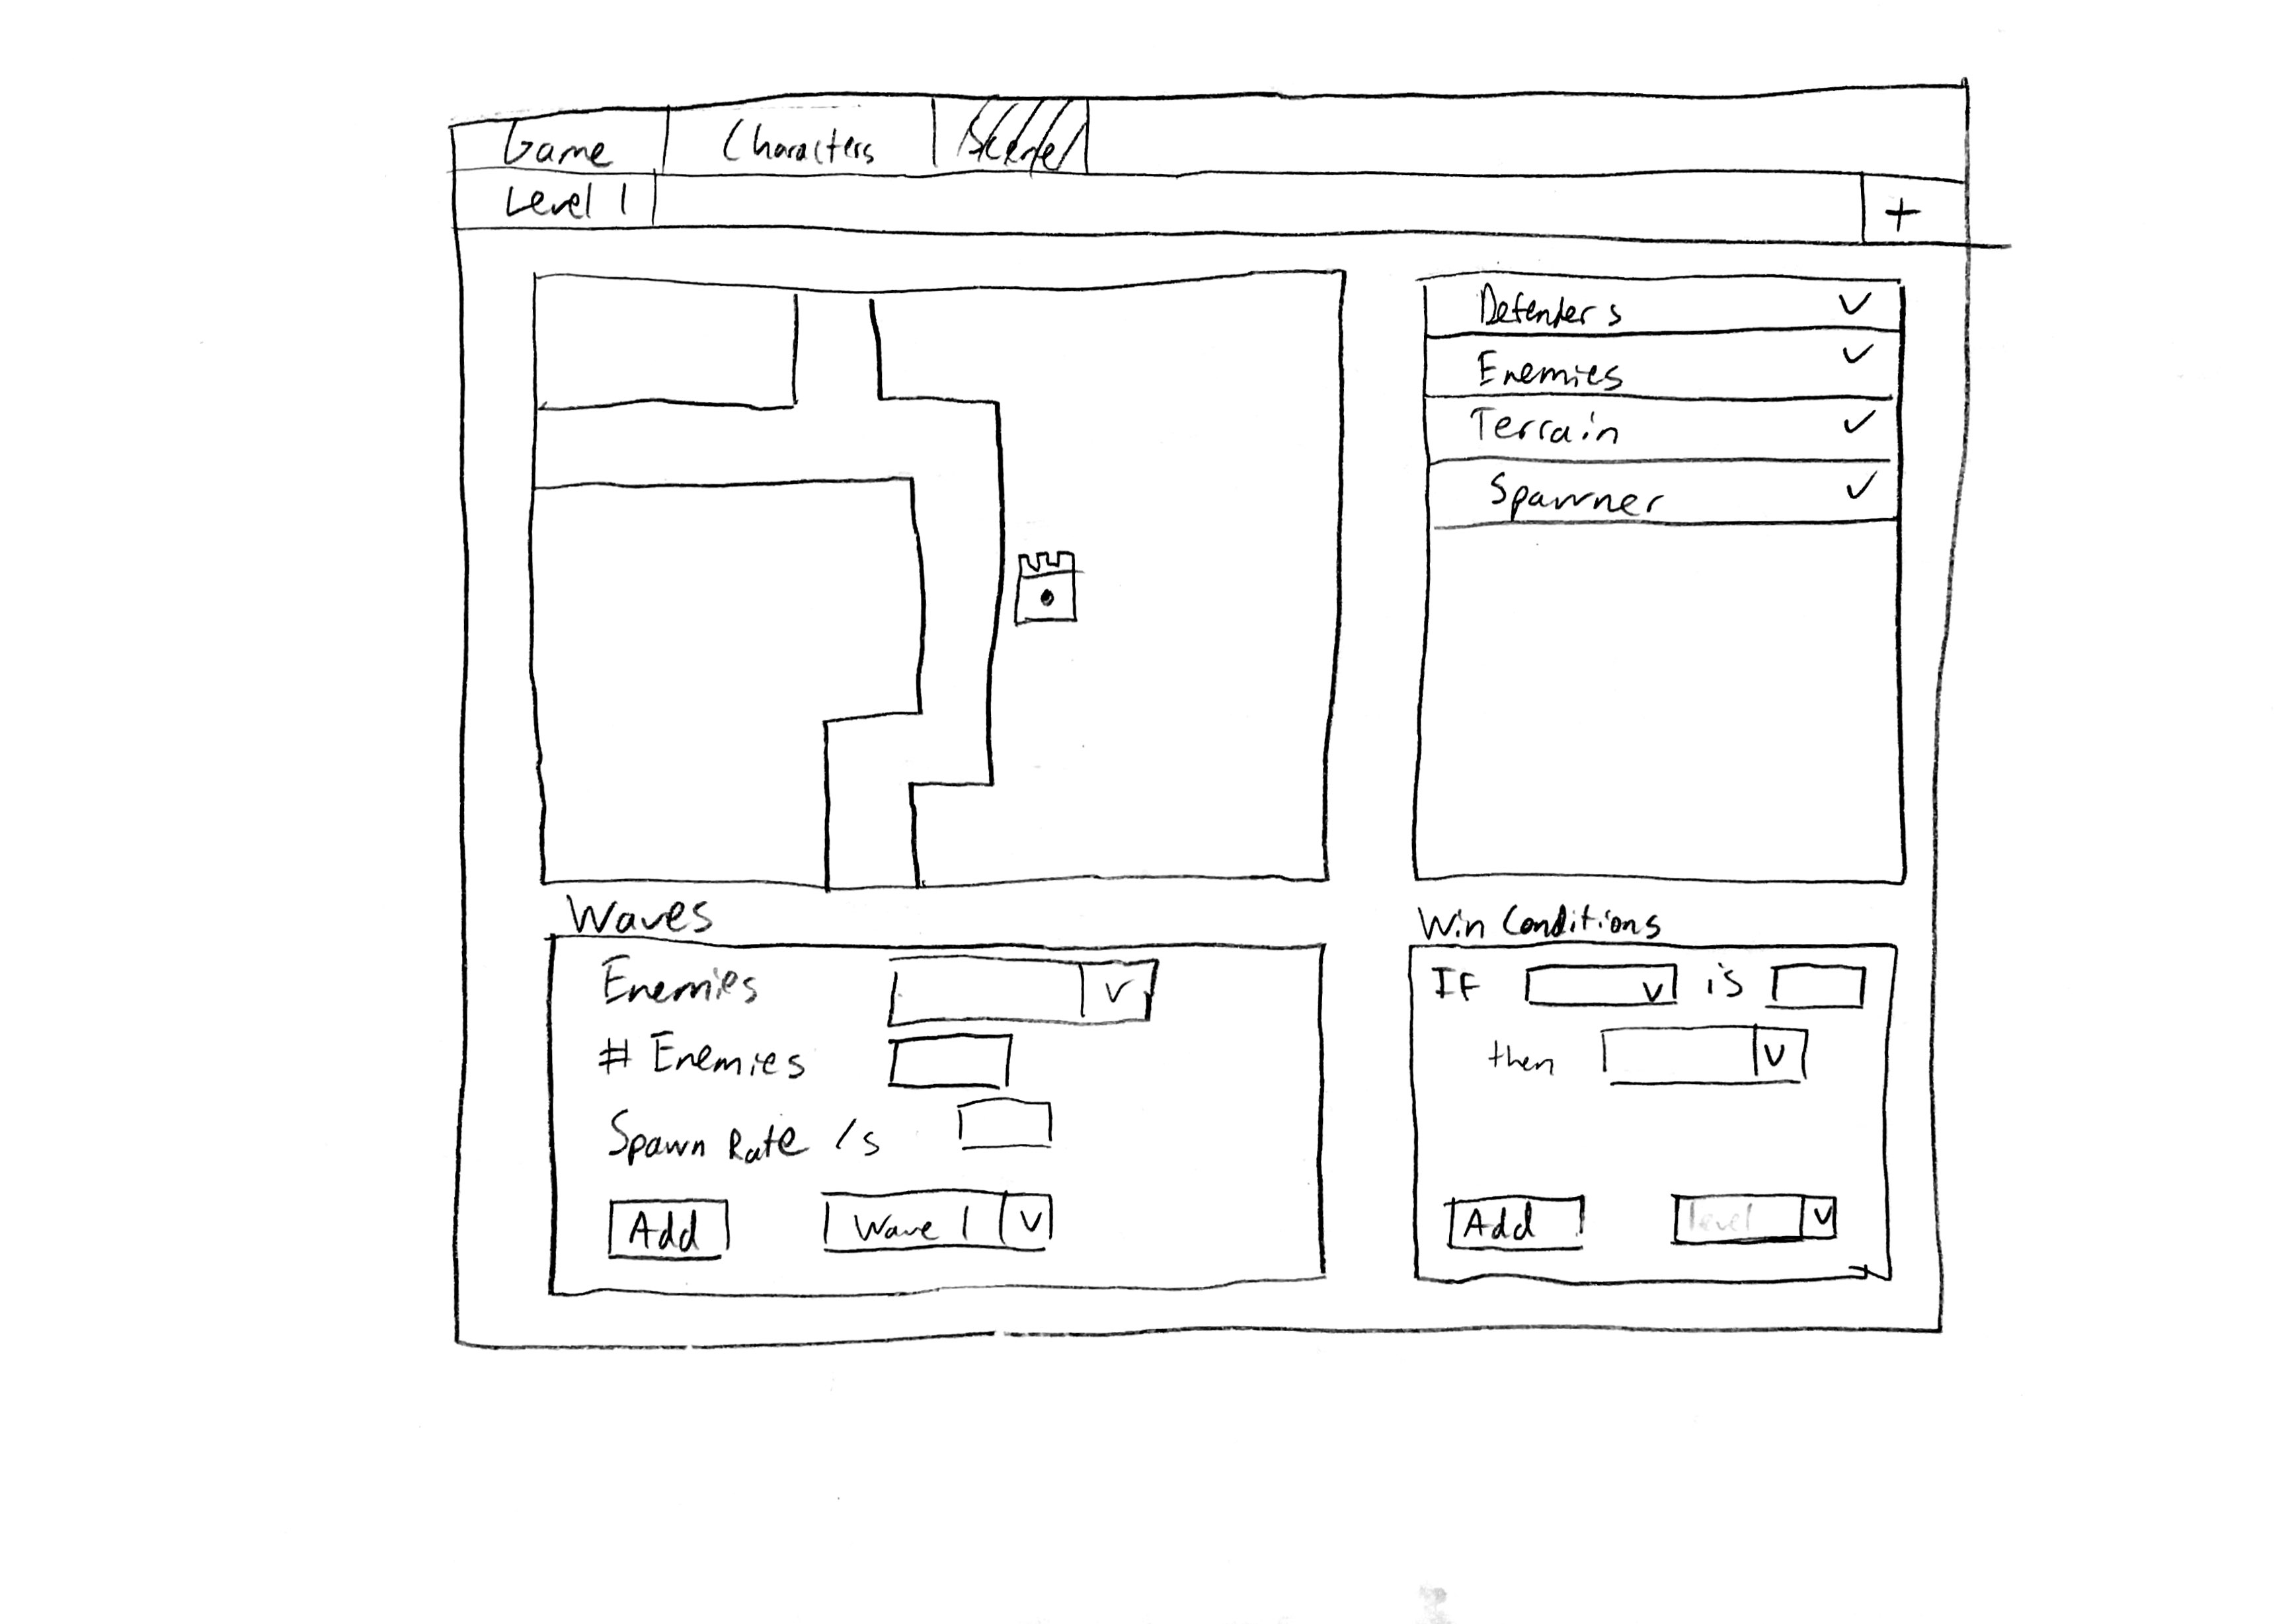 Game Characters
Level 1 +
Defenders
Enemies
Terrain
Spawner
Waves
Enemies
# Enemies
Spawn Rate /s
Add Wave 1
Win Conditions
If is
then
Add level